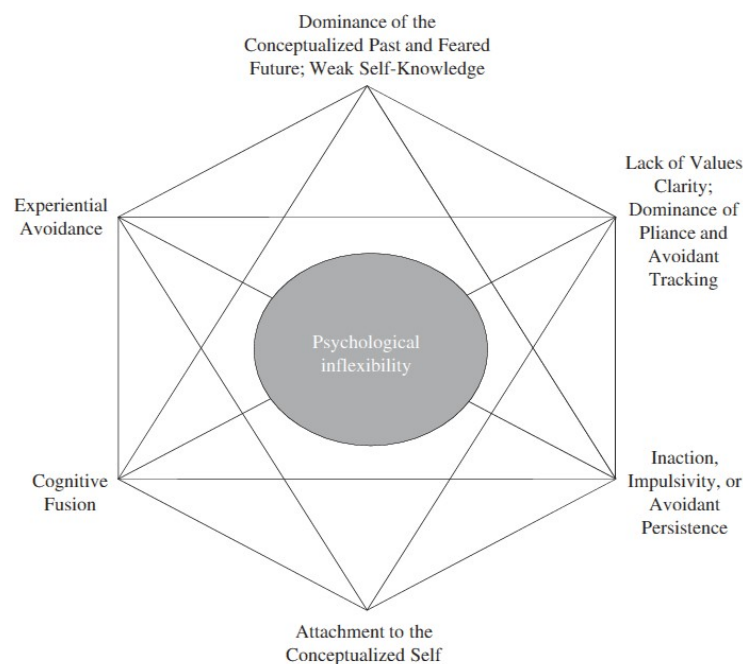 Dominance of the
Conceptualized Past and Feared
Future; Weak Self-Knowledge
Experiential
Avoidance
Lack of Values
Clarity;
Dominance of
Pliance and
Avoidant
Tracking
Psychological
inflexibility
Cognitive
Fusion
Inaction,
Impulsivity, or
Avoidant
Persistence
Attachment to the
Conceptualized Self